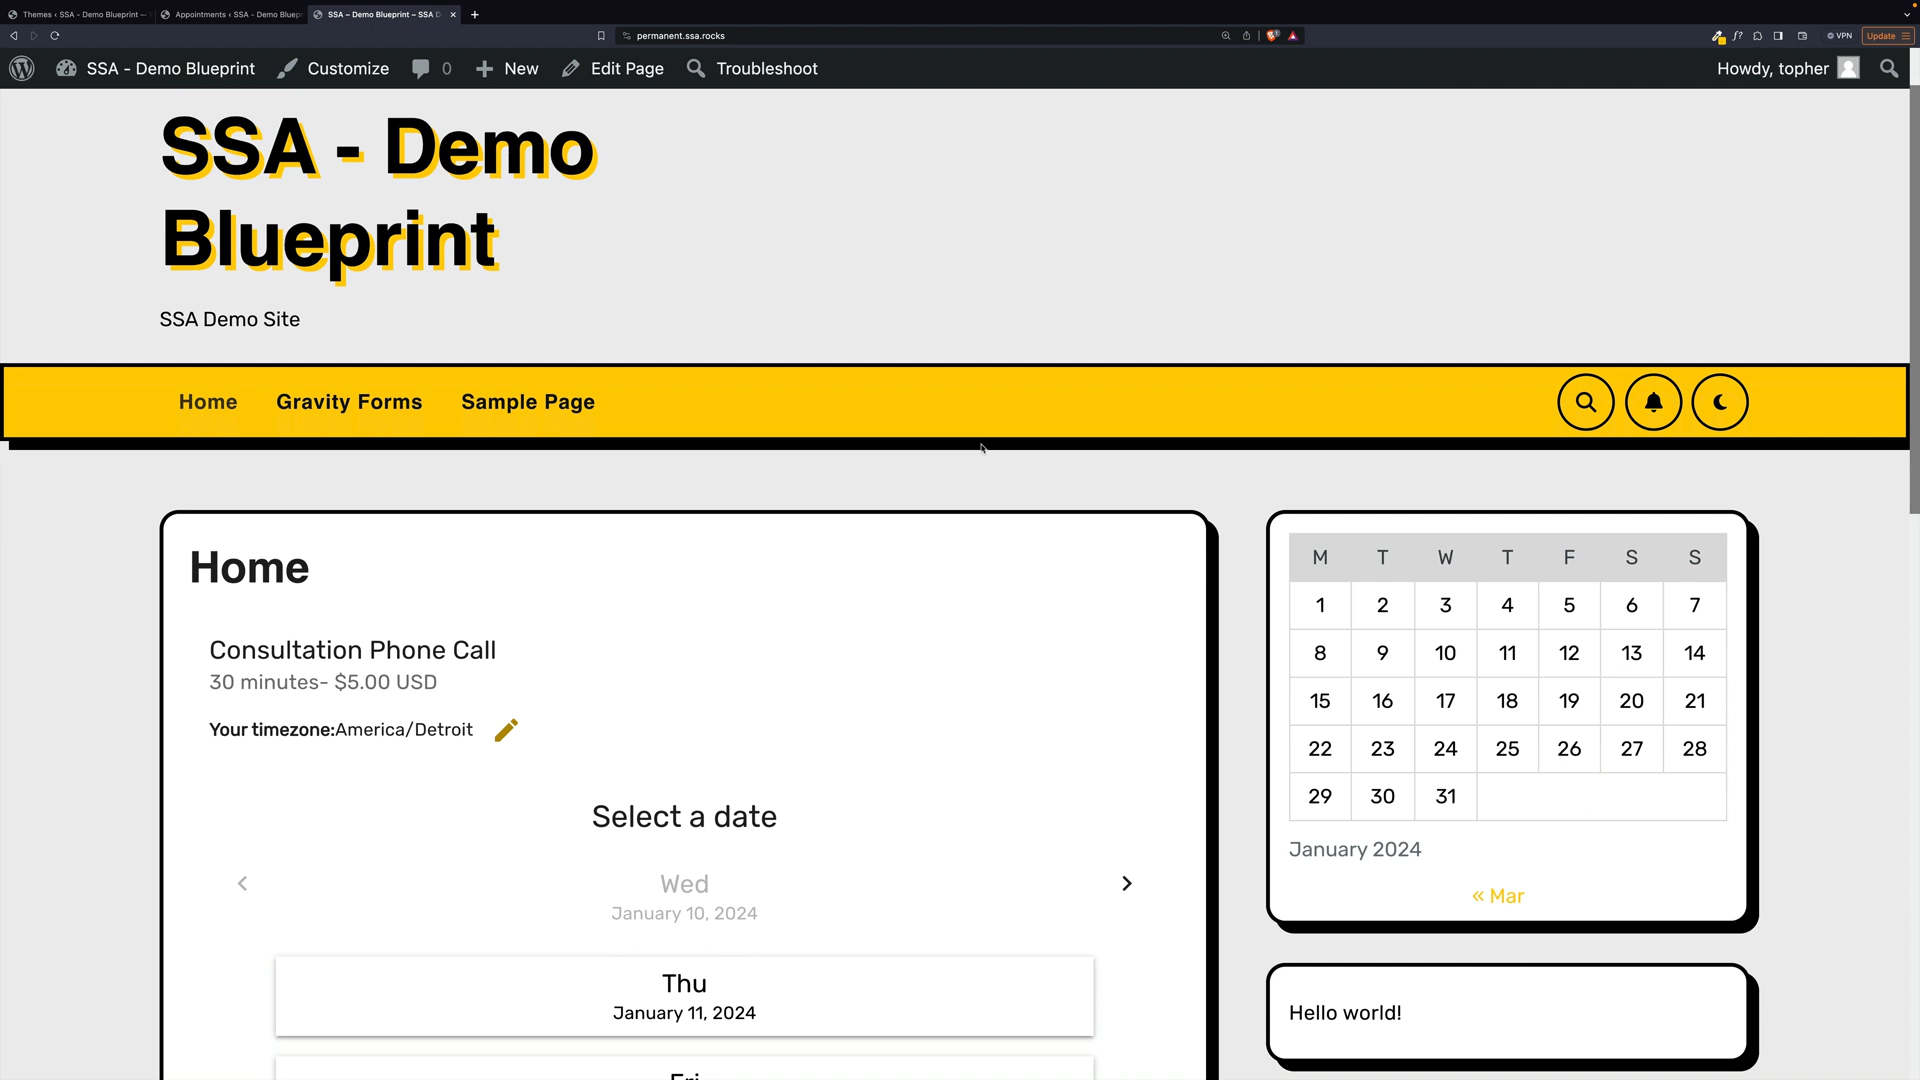 Themes ‹ SSA - Demo Blueprint —
Appointments ‹ SSA - Demo Bluep
SSA – Demo Blueprint – SSA D
permanent.ssa.rocks
VPN
Update
SSA - Demo Blueprint
Customize
0
New
Edit Page
Troubleshoot
Howdy, topher
SSA - Demo
Blueprint
SSA Demo Site
Home
Gravity Forms
Sample Page
Home
Consultation Phone Call
30 minutes- $5.00 USD
Your timezone:America/Detroit
Select a date
Wed
January 10, 2024
Thu
January 11, 2024
Fri
M T W T F S S
1 2 3 4 5 6 7
8 9 10 11 12 13 14
15 16 17 18 19 20 21
22 23 24 25 26 27 28
29 30 31
January 2024
« Mar
Hello world!